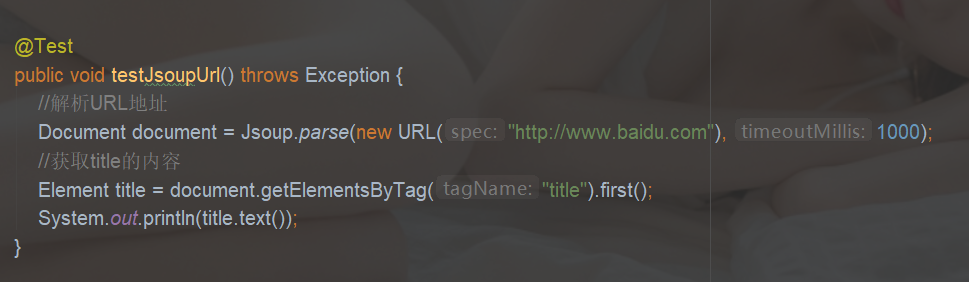 @Test
public void testJsoupUrl() throws Exception {
//解析URL地址
Document document = Jsoup.parse(new URL( spec: "http://www.baidu.com"), timeoutMillis: 1000);
//获取title的内容
Element title = document.getElementsByTag( tagName: "title").first();
System.out.println(title.text());
}